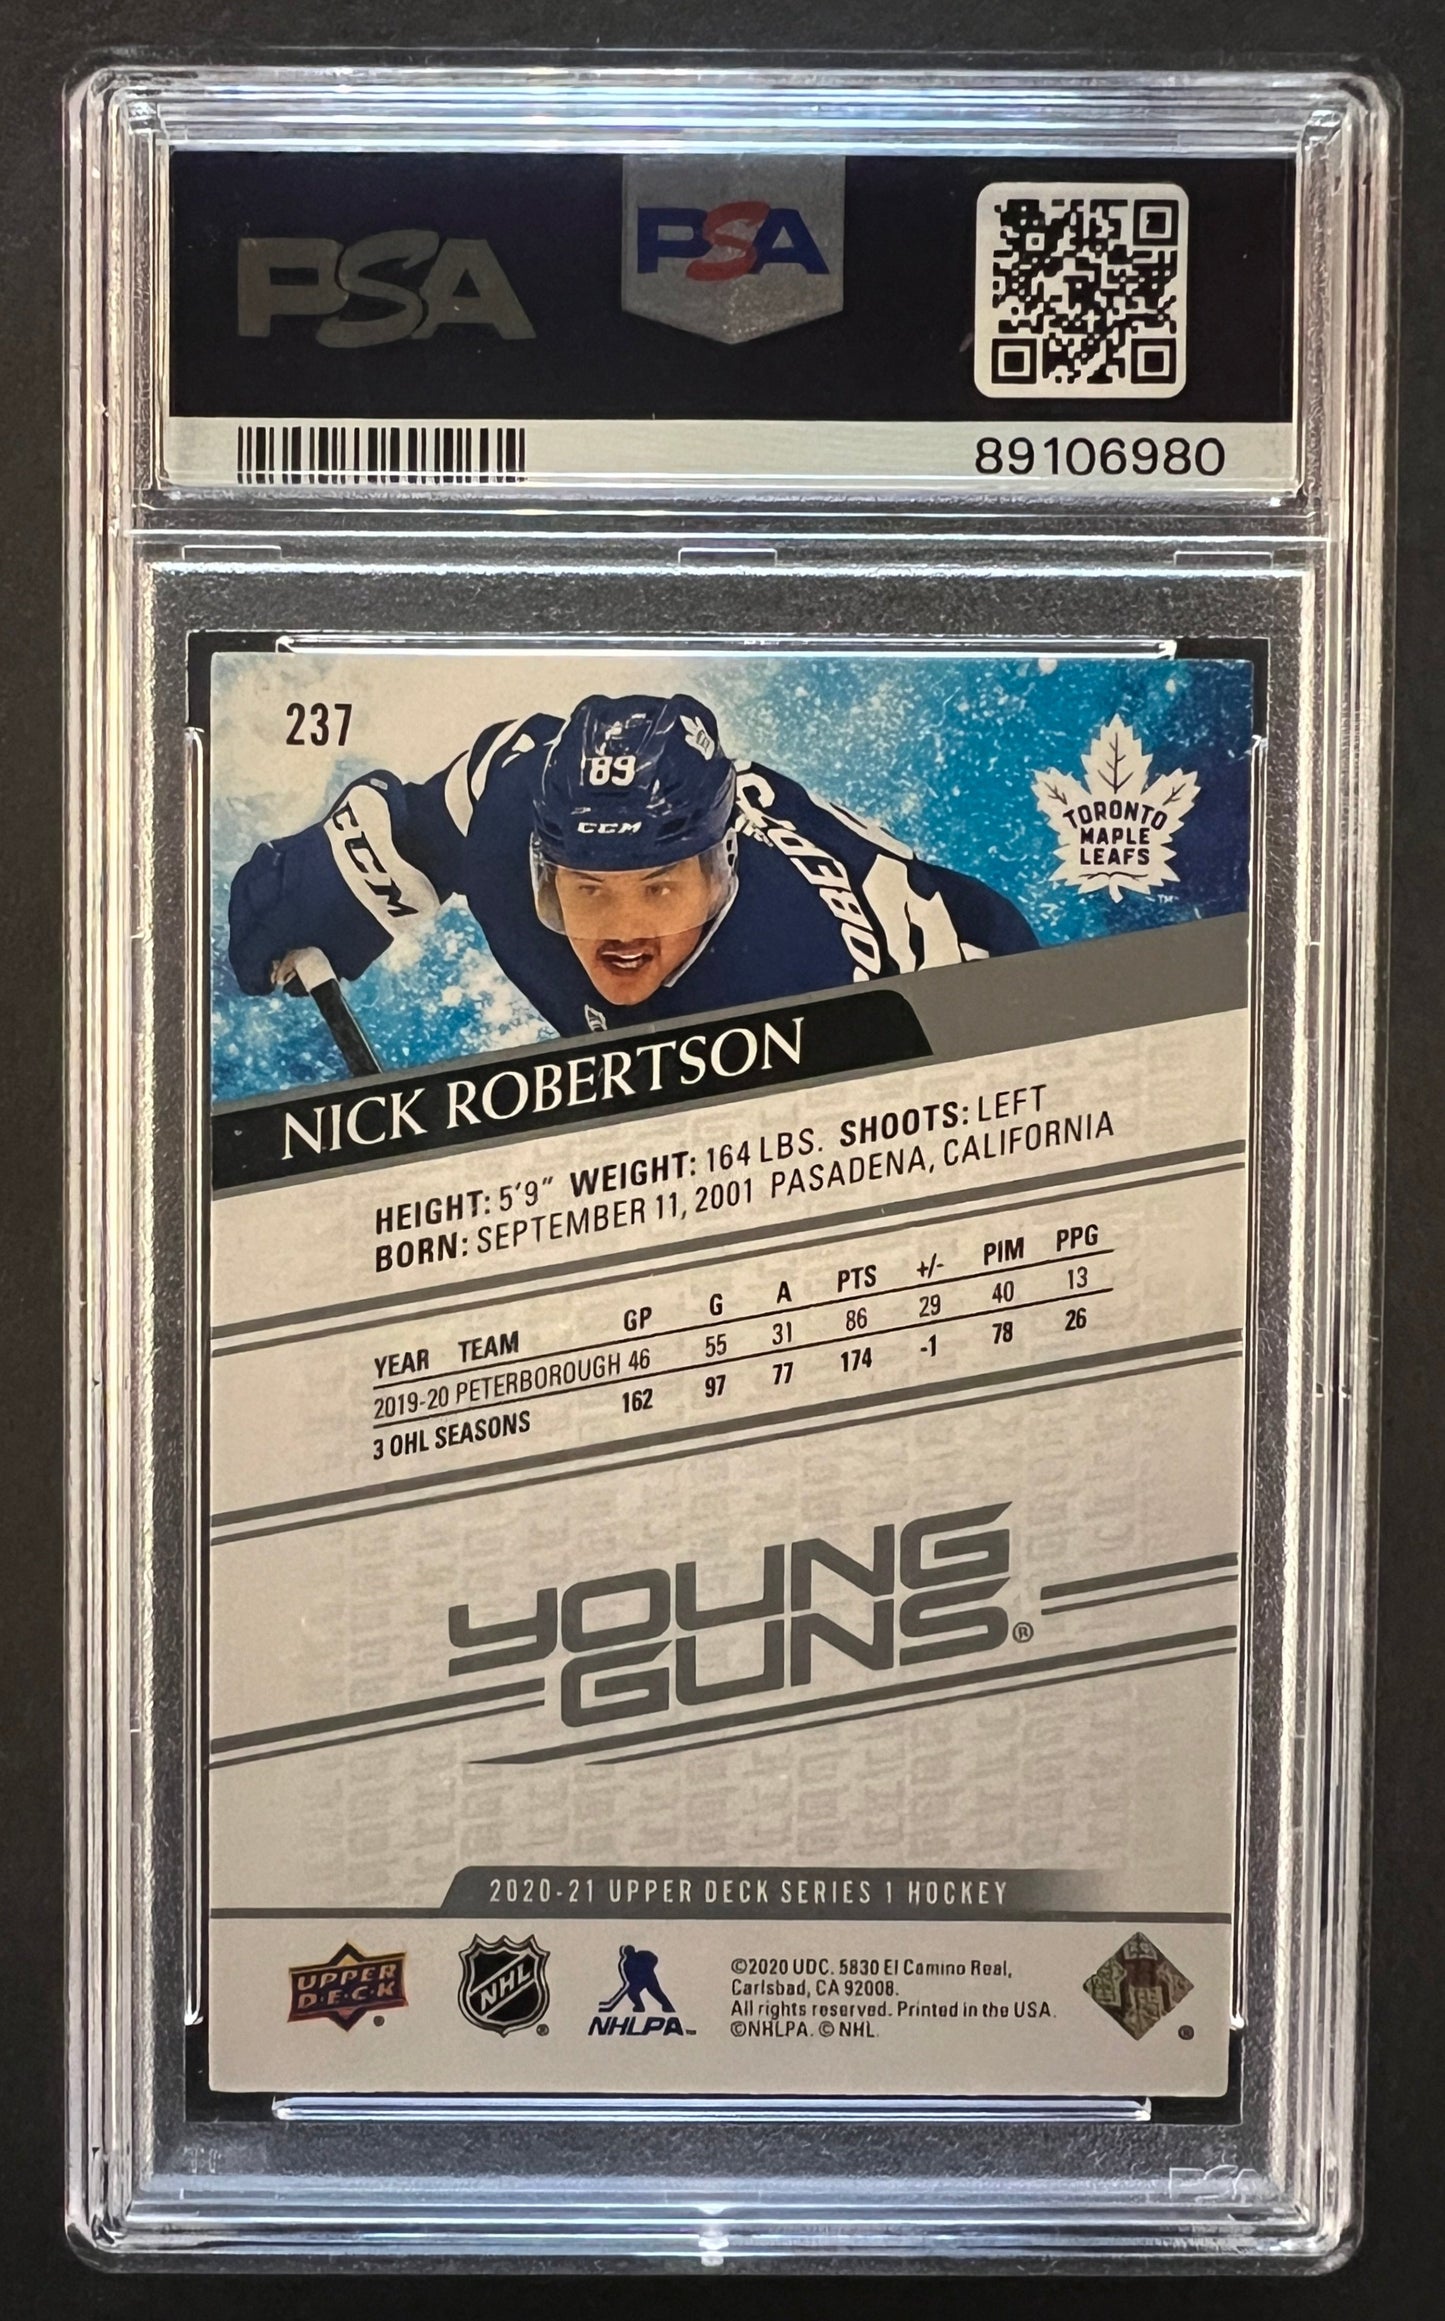 PSA
PSA
89106980
237
89
CCM
CCM
TORONTO
MAPLE
LEAFS
TM
NICK ROBERTSON
HEIGHT: 5'9" WEIGHT: 164 LBS. SHOOTS: LEFT
BORN: SEPTEMBER 11, 2001 PASADENA, CALIFORNIA
YEAR TEAM GP G A PTS +/- PIM PPG
2019-20 PETERBOROUGH 46 55 31 86 29 40 13
3 OHL SEASONS 162 97 77 174 -1 78 26
YOUNG
GUNS®
2020-21 UPPER DECK SERIES 1 HOCKEY
UPPER
D·E·C·K
®
NHL
®
NHLPA
©2020 UDC. 5830 El Camino Real,
Carlsbad, CA 92008.
All rights reserved. Printed in the USA.
©NHLPA. © NHL.
®
PSA